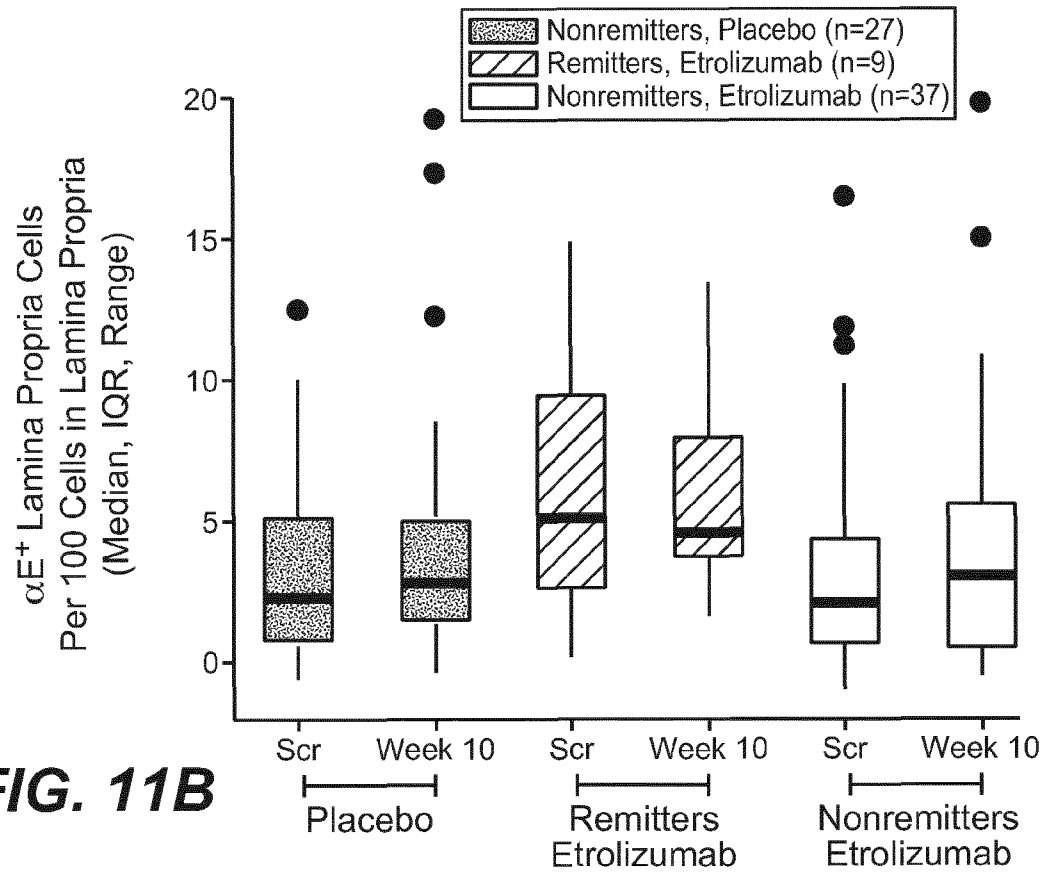 Nonremitters, Placebo (n=27)
Remitters, Etrolizumab (n=9)
Nonremitters, Etrolizumab (n=37)
αE+ Lamina Propria Cells
Per 100 Cells in Lamina Propria
(Median, IQR, Range)
20
15
10
5
0
Scr Week 10 Scr Week 10 Scr Week 10
Placebo Remitters Etrolizumab Nonremitters Etrolizumab
FIG. 11B